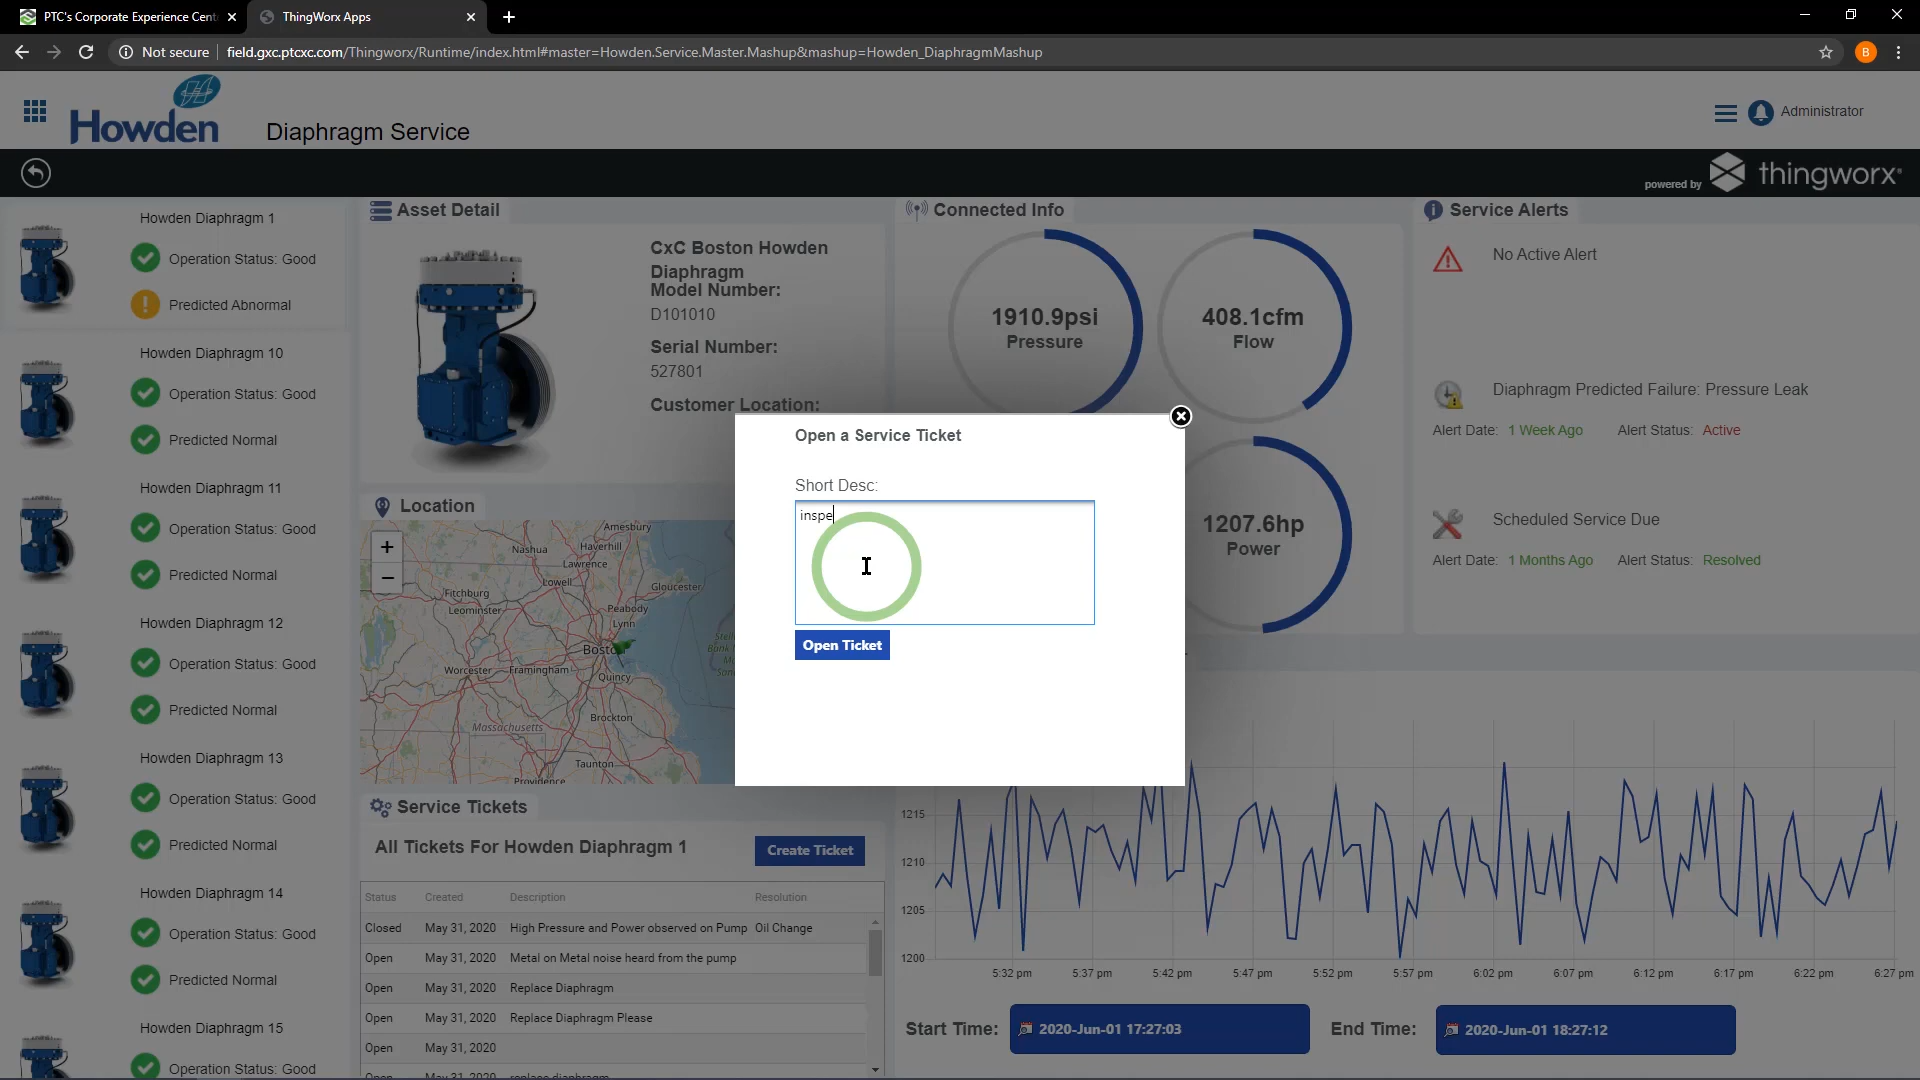 PTC's Corporate Experience Cent
ThingWorx Apps
Not secure
field.gxc.ptcxc.com/Thingworx/Runtime/index.html#master=Howden.Service.Master.Mashup&mashup=Howden_DiaphragmMashup
B
Howden
Diaphragm Service
Administrator
powered by thingworx
Howden Diaphragm 1
Operation Status: Good
Predicted Abnormal
Howden Diaphragm 10
Operation Status: Good
Predicted Normal
Howden Diaphragm 11
Operation Status: Good
Predicted Normal
Howden Diaphragm 12
Operation Status: Good
Predicted Normal
Howden Diaphragm 13
Operation Status: Good
Predicted Normal
Howden Diaphragm 14
Operation Status: Good
Predicted Normal
Howden Diaphragm 15
Operation Status: Good
Asset Detail
CxC Boston Howden
Diaphragm
Model Number:
D101010
Serial Number:
527801
Customer Location:
Connected Info
1910.9psi
Pressure
408.1cfm
Flow
1207.6hp
Power
Service Alerts
No Active Alert
Diaphragm Predicted Failure: Pressure Leak
Alert Date: 1 Week Ago Alert Status: Active
Scheduled Service Due
Alert Date: 1 Months Ago Alert Status: Resolved
Open a Service Ticket
Short Desc:
inspe
Open Ticket
Location
+
−
Amesbury
Nashua
Haverhill
Lawrence
Lowell
Gloucester
Fitchburg
Leominster
Peabody
Lynn
Boston
Worcester
Framingham
Quincy
Brockton
Massachusetts
Taunton
Providence
Service Tickets
All Tickets For Howden Diaphragm 1
Create Ticket
Status Created Description Resolution
Closed May 31, 2020 High Pressure and Power observed on Pump Oil Change
Open May 31, 2020 Metal on Metal noise heard from the pump
Open May 31, 2020 Replace Diaphragm
Open May 31, 2020 Replace Diaphragm Please
Open May 31, 2020
Open May 31, 2020 replace diaphragm
1215
1210
1205
1200
5:32 pm 5:37 pm 5:42 pm 5:47 pm 5:52 pm 5:57 pm 6:02 pm 6:07 pm 6:12 pm 6:17 pm 6:22 pm 6:27 pm
Start Time: 2020-Jun-01 17:27:03 End Time: 2020-Jun-01 18:27:12